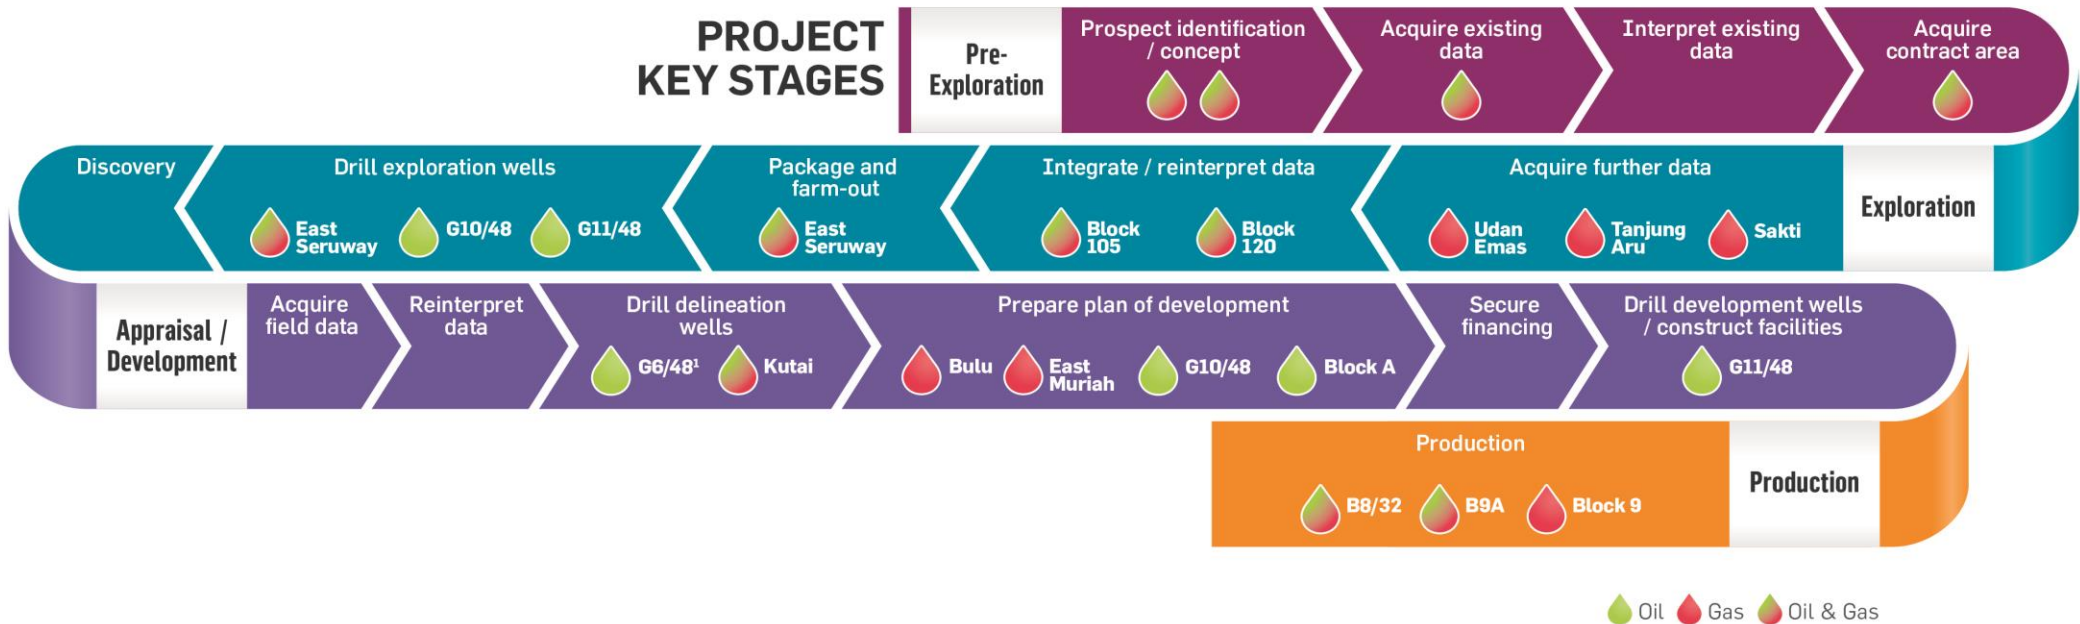 PROJECT
KEY STAGES
Pre-
Exploration
Prospect identification
/ concept
Acquire existing
data
Interpret existing
data
Acquire
contract area
Exploration
Acquire further data
Udan
Emas
Tanjung
Aru
Sakti
Integrate / reinterpret data
Block
105
Block
120
Package and
farm-out
East
Seruway
Drill exploration wells
East
Seruway
G10/48
G11/48
Discovery
Appraisal /
Development
Acquire
field data
Reinterpret
data
Drill delineation
wells
G6/48¹
Kutai
Prepare plan of development
Bulu
East
Muriah
G10/48
Block A
Secure
financing
Drill development wells
/ construct facilities
G11/48
Production
Production
B8/32
B9A
Block 9
Oil
Gas
Oil & Gas